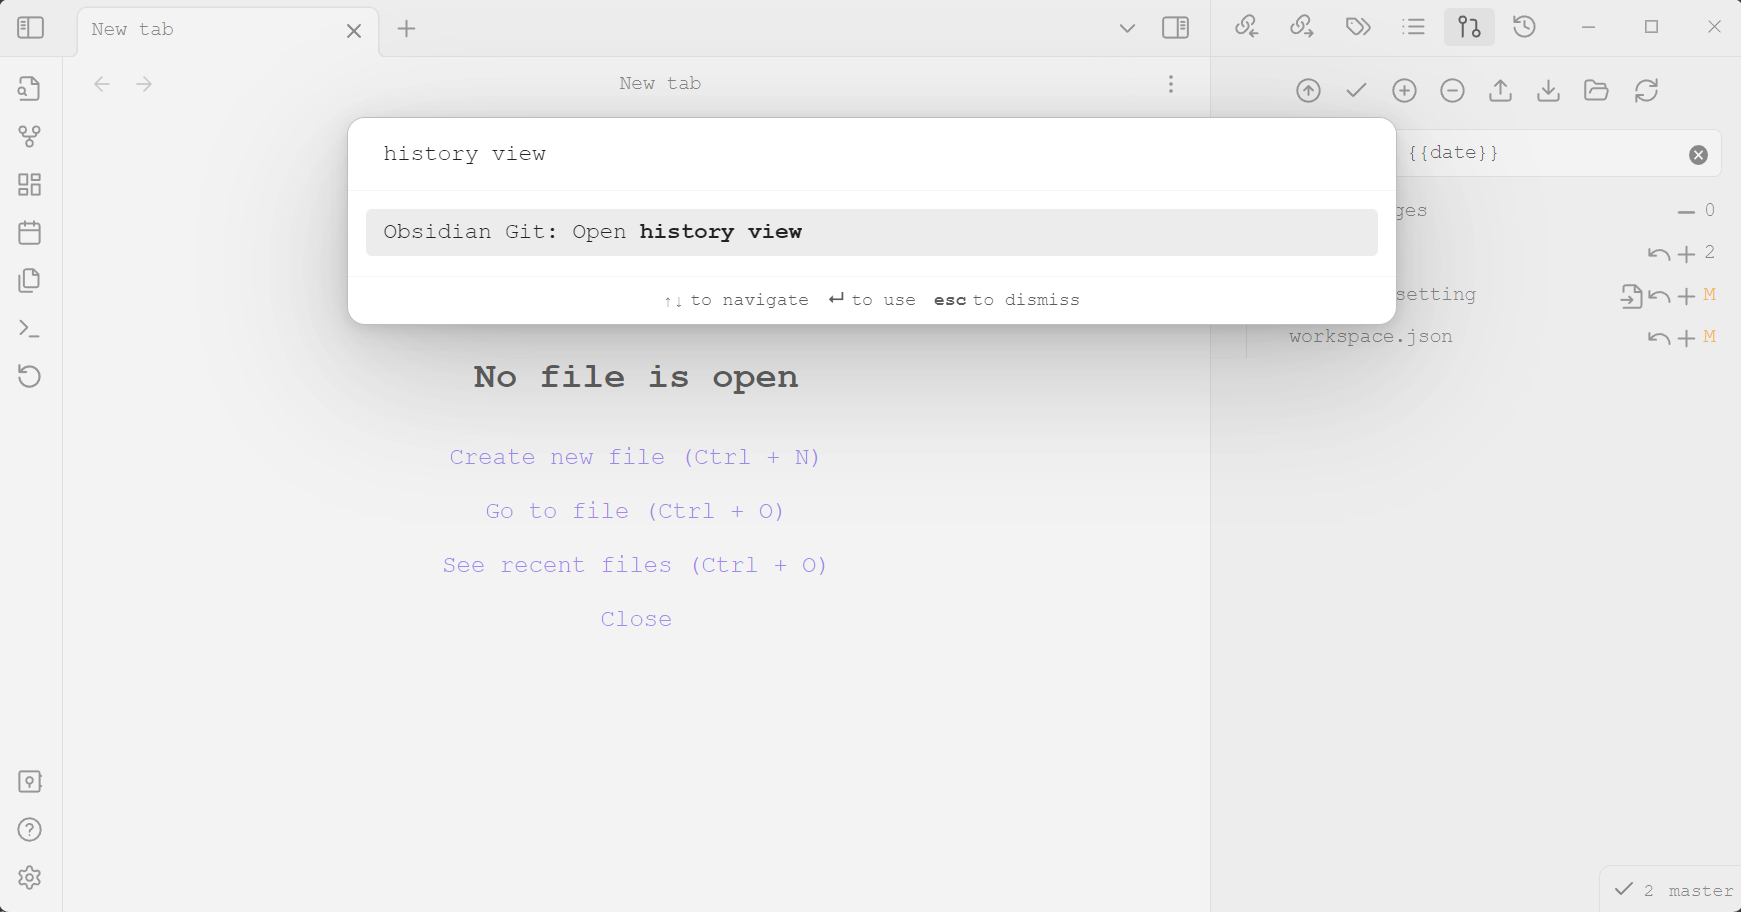 New tab
New tab
history view
{{date}}
Obsidian Git: Open history view
ges
0
2
↑↓ to navigate ↵ to use esc to dismiss
setting
M
workspace.json
M
No file is open
Create new file (Ctrl + N)
Go to file (Ctrl + O)
See recent files (Ctrl + O)
Close
2 master